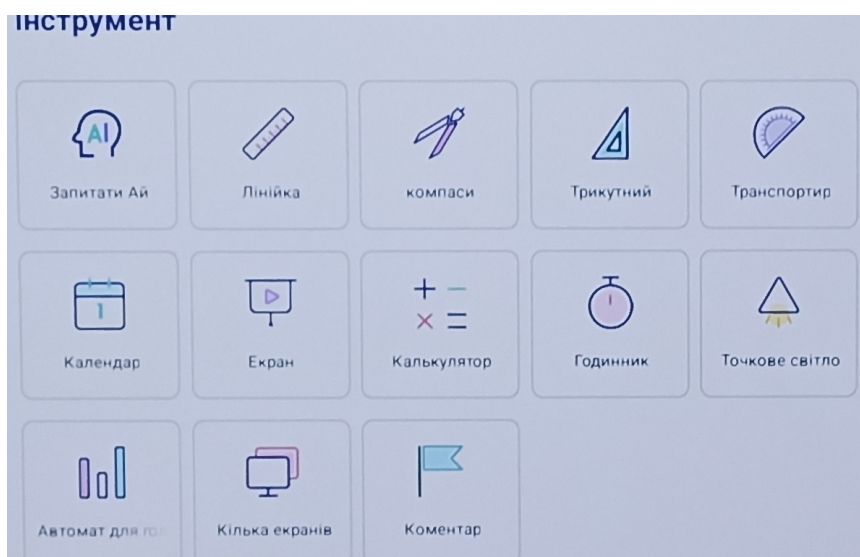 Інструмент
AI
Запитати Ай
Лінійка
компаси
Трикутний
Транспортир
1
Календар
Екран
Калькулятор
Годинник
Точкове світло
Автомат для
Кілька екранів
Коментар